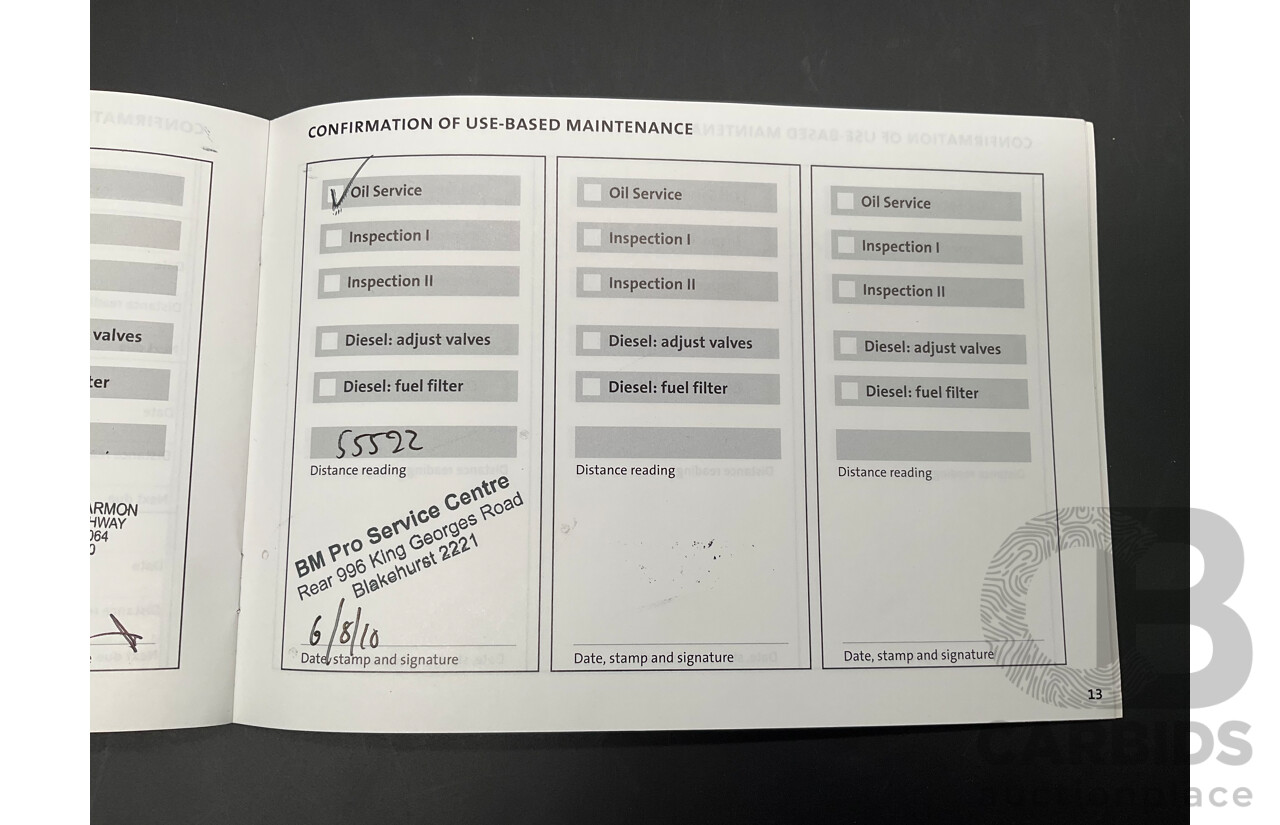 valves
ter
ARMON
HWAY
064
0
CONFIRMATION OF USE-BASED MAINTENANCE
Oil Service
Inspection I
Inspection II
Diesel: adjust valves
Diesel: fuel filter
55522
Distance reading
BM Pro Service Centre
Rear 996 King Georges Road
Blakehurst 2221
6/8/10
Date, stamp and signature
Oil Service
Inspection I
Inspection II
Diesel: adjust valves
Diesel: fuel filter
Distance reading
Date, stamp and signature
Oil Service
Inspection I
Inspection II
Diesel: adjust valves
Diesel: fuel filter
Distance reading
Date, stamp and signature
13
CB
CARBIDS
auctionplace